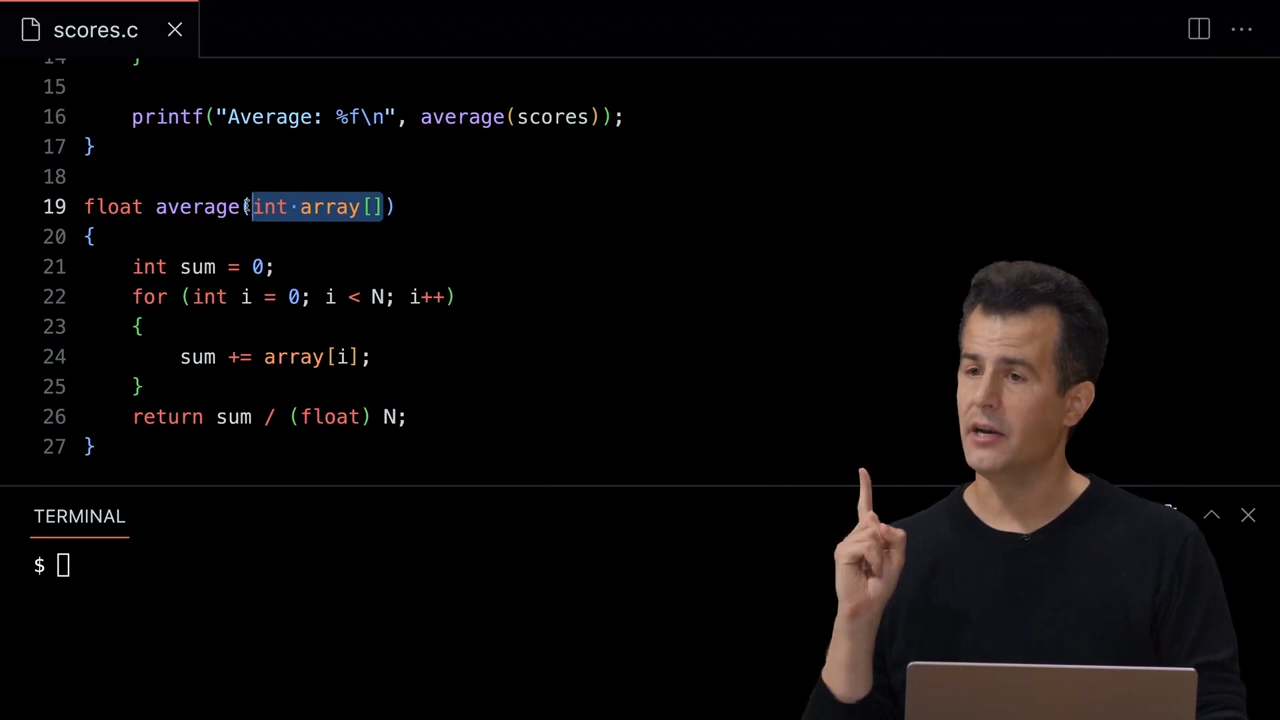 scores.c
14 }
15
16 printf("Average: %f\n", average(scores));
17 }
18
19 float average(int·array[])
20 {
21 int sum = 0;
22 for (int i = 0; i < N; i++)
23 {
24 sum += array[i];
25 }
26 return sum / (float) N;
27 }
TERMINAL
$